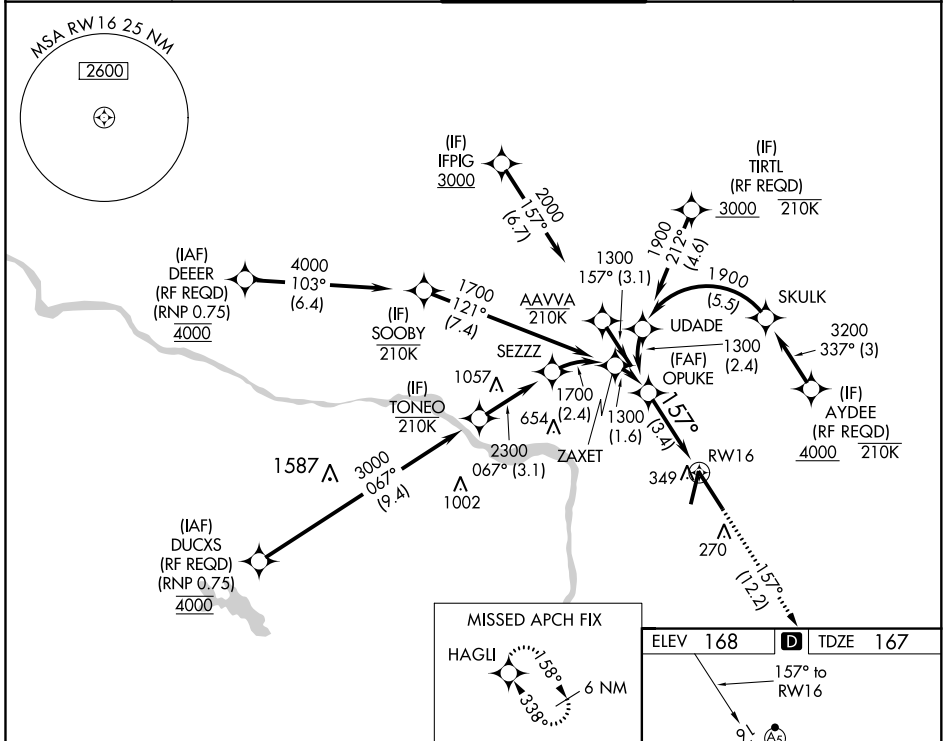 MSA RW16 25 NM
2600
(IF)
IFPIG
3000
2000
157°
(6.7)
(IF)
TIRTL
(RF REQD)
3000 210K
1900
212°
(4.6)
(IAF)
DEEER
(RF REQD)
(RNP 0.75)
4000
4000
103°
(6.4)
(IF)
SOOBY
210K
1700
121°
(7.4)
1300
157° (3.1)
AAVVA
210K
1900
(5.5)
SKULK
UDADE
1300
(2.4)
3200
337° (3)
(IF)
AYDEE
(RF REQD)
4000 210K
SEZZZ
1700
(2.4)
(FAF)
OPUKE
1300
(1.6)
ZAXET
157°
(3.4)
RW16
349
270
157°
(12.2)
1057
654
(IF)
TONEO
210K
2300
067° (3.1)
1002
1587
3000
067°
(9.4)
(IAF)
DUCXS
(RF REQD)
(RNP 0.75)
4000
MISSED APCH FIX
HAGLI
158°
338°
6 NM
ELEV 168 D TDZE 167
157° to
RW16
16
A5